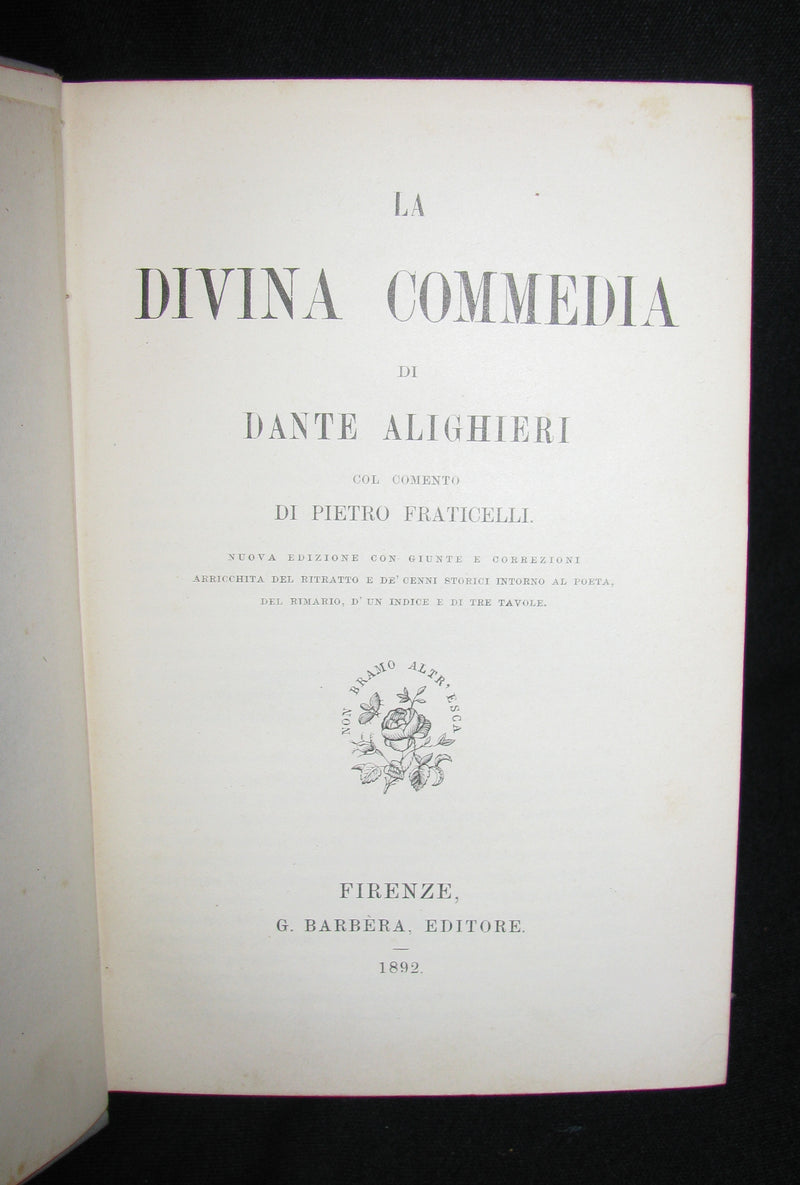 LA
DIVINA COMMEDIA
DI
DANTE ALIGHIERI
COL COMENTO
DI PIETRO FRATICELLI.
NUOVA EDIZIONE CON GIUNTE E CORREZIONI
ARRICCHITA DEL RITRATTO E DE' CENNI STORICI INTORNO AL POETA,
DEL RIMARIO, D' UN INDICE E DI TRE TAVOLE.
NON BRAMO ALTR' ESCA
FIRENZE,
G. BARBÈRA, EDITORE.
1892.